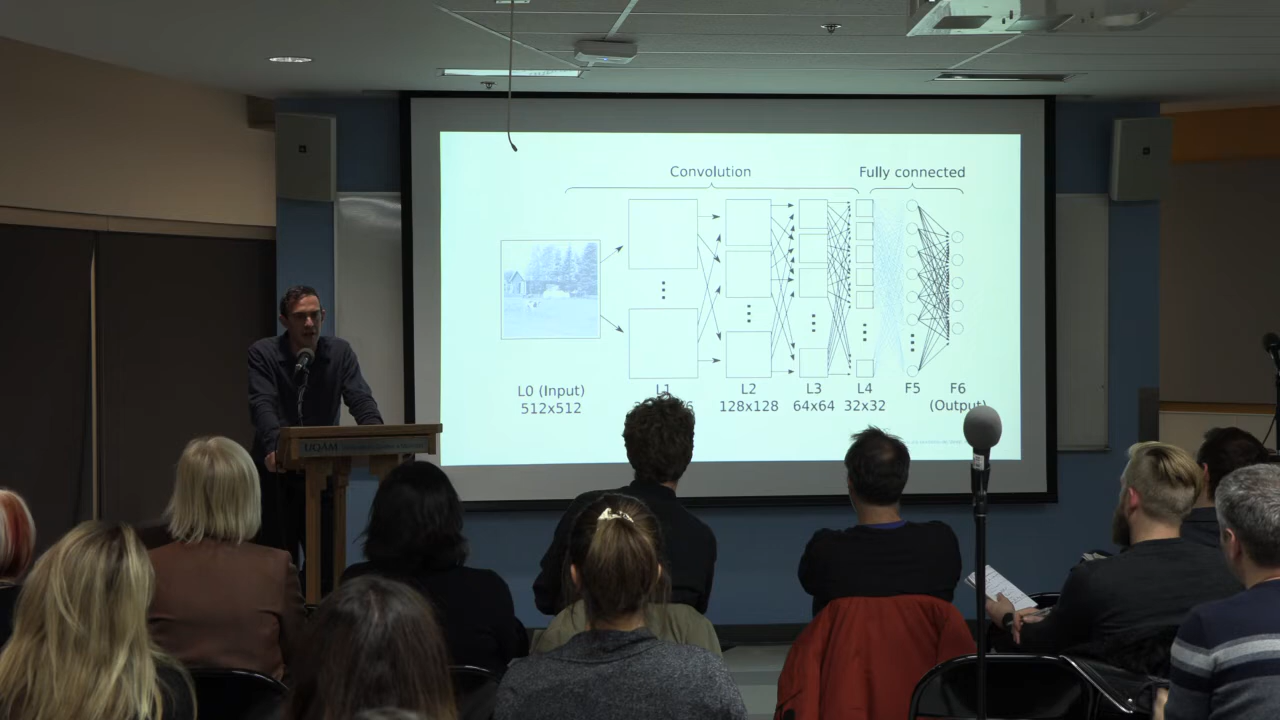 Convolution
Fully connected
L0 (Input)
512x512
L1
L2
128x128
L3
64x64
L4
32x32
F5
F6
(Output)
UQAM